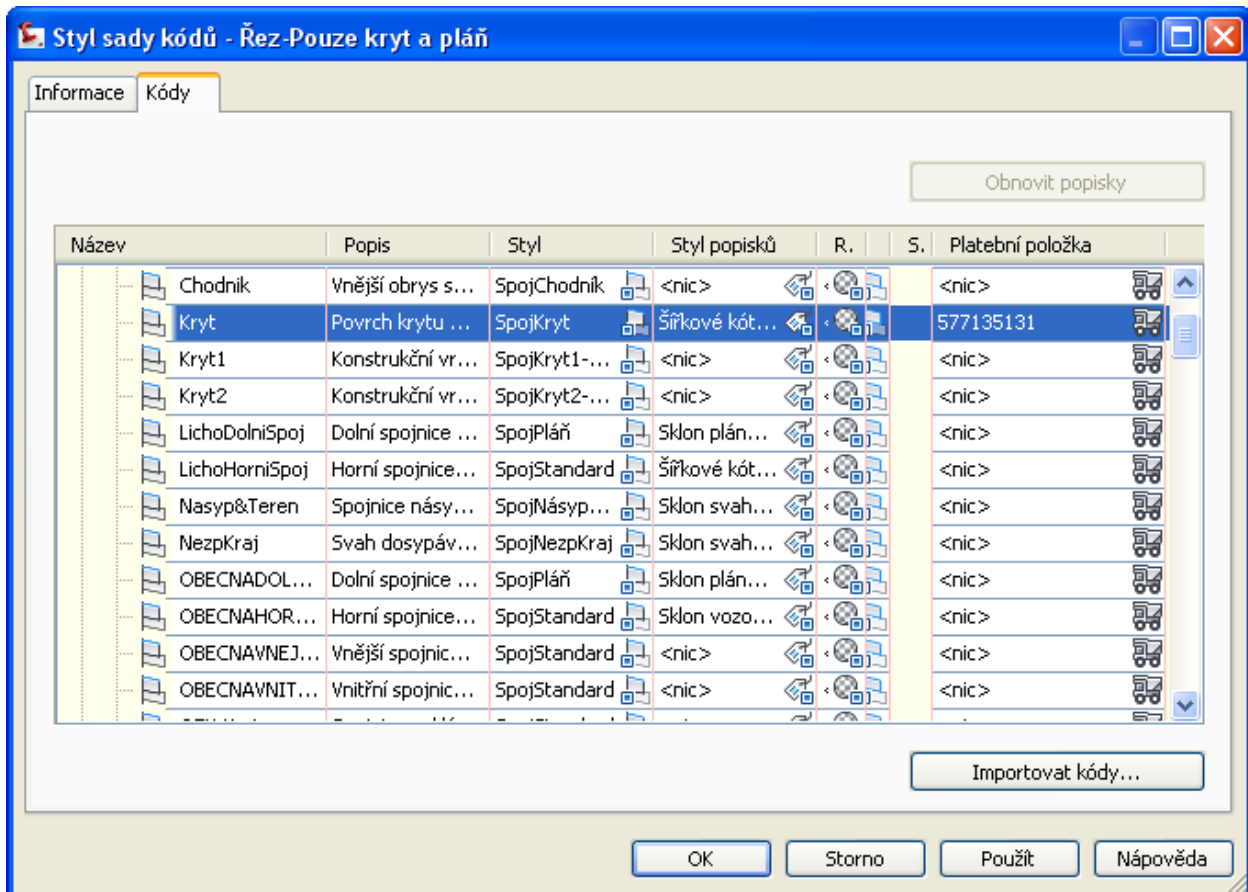 Styl sady kódů - Řez-Pouze kryt a pláň
Informace Kódy
Obnovit popisky
Název Popis Styl Styl popisků R. S. Platební položka
Chodnik Vnější obrys s... SpojChodník <nic> <nic>
Kryt Povrch krytu ... SpojKryt Šířkové kót... 577135131
Kryt1 Konstrukční vr... SpojKryt1-... <nic> <nic>
Kryt2 Konstrukční vr... SpojKryt2-... <nic> <nic>
LichoDolniSpoj Dolní spojnice ... SpojPláň Sklon plán... <nic>
LichoHorniSpoj Horní spojnice... SpojStandard Šířkové kót... <nic>
Nasyp&Teren Spojnice násy... SpojNásyp... Sklon svah... <nic>
NezpKraj Svah dosypáv... SpojNezpKraj Sklon svah... <nic>
OBECNADOL... Dolní spojnice ... SpojPláň Sklon plán... <nic>
OBECNAHOR... Horní spojnice... SpojStandard Sklon vozo... <nic>
OBECNAVNEJ... Vnější spojnic... SpojStandard <nic> <nic>
OBECNAVNIT... Vnitřní spojnic... SpojStandard <nic> <nic>
Importovat kódy...
OK Storno Použít Nápověda